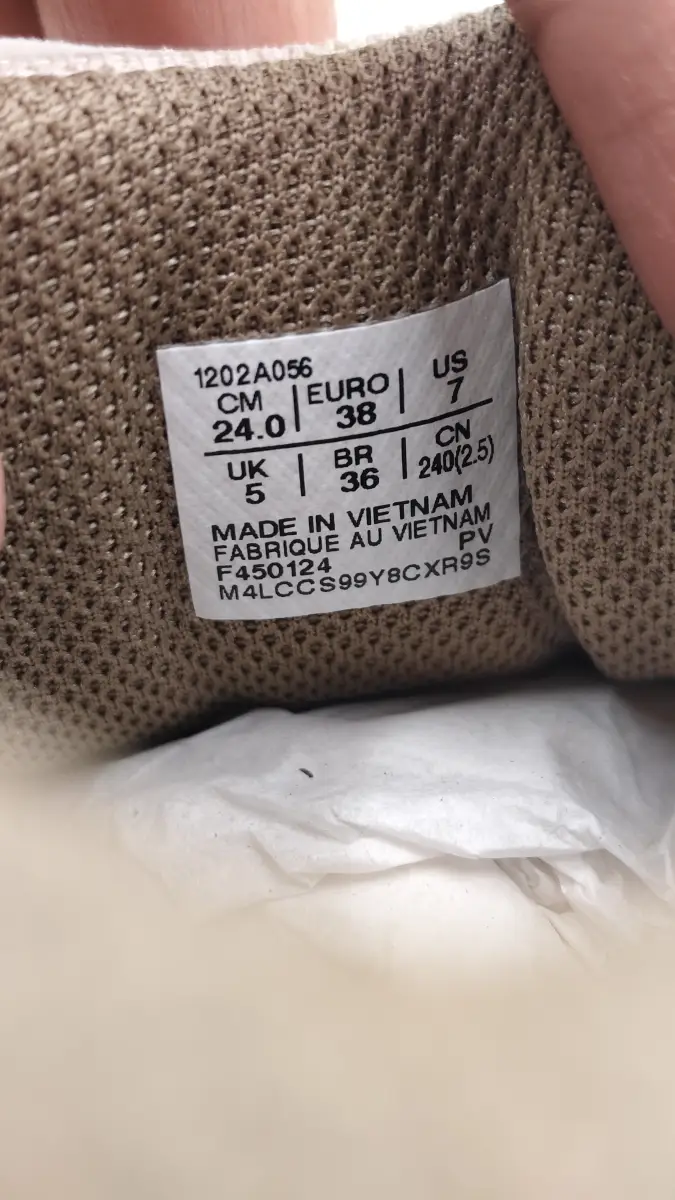 1202A056
CM | EURO | US
24.0 | 38 | 7
UK | BR | CN
5 | 36 | 240(2.5)
MADE IN VIETNAM
FABRIQUE AU VIETNAM
F450124 PV
M4LCCS99Y8CXR9S